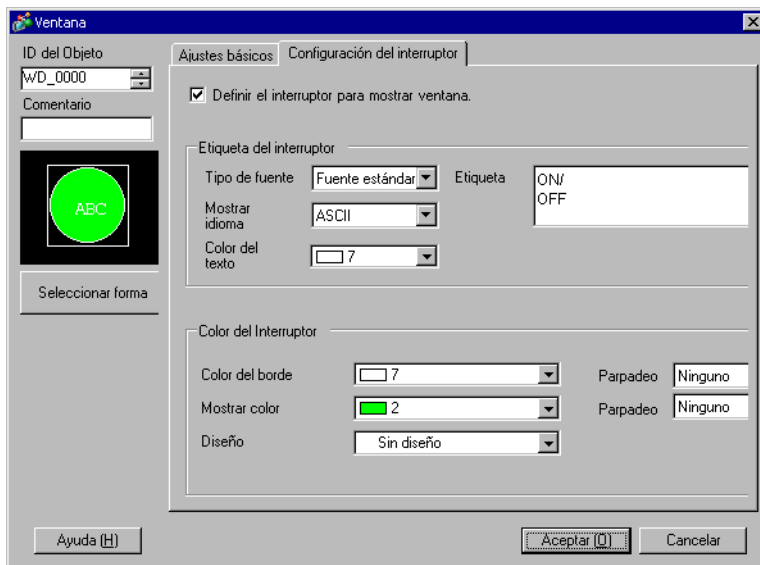 Ventana
ID del Objeto
WD_0000
Comentario
ABC
Seleccionar forma
Ajustes básicos
Configuración del interruptor
Definir el interruptor para mostrar ventana.
Etiqueta del interruptor
Tipo de fuente
Fuente estándar
Etiqueta
ON/
OFF
Mostrar
idioma
ASCII
Color del
texto
7
Color del Interruptor
Color del borde
7
Parpadeo
Ninguno
Mostrar color
2
Parpadeo
Ninguno
Diseño
Sin diseño
Ayuda (H)
Aceptar (O)
Cancelar